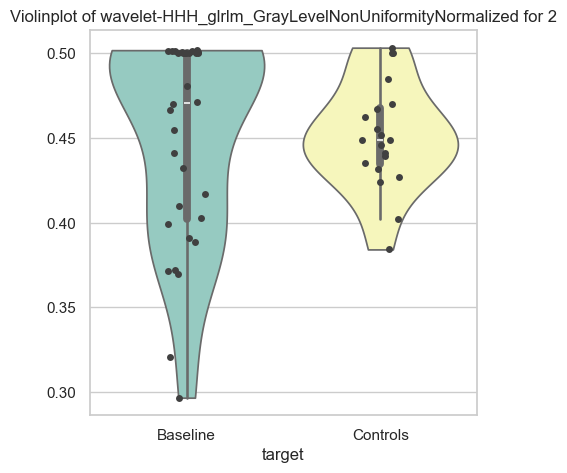 Violinplot of wavelet-HHH_glrlm_GrayLevelNonUniformityNormalized for 2
0.50
0.45
0.40
0.35
0.30
Baseline
Controls
target